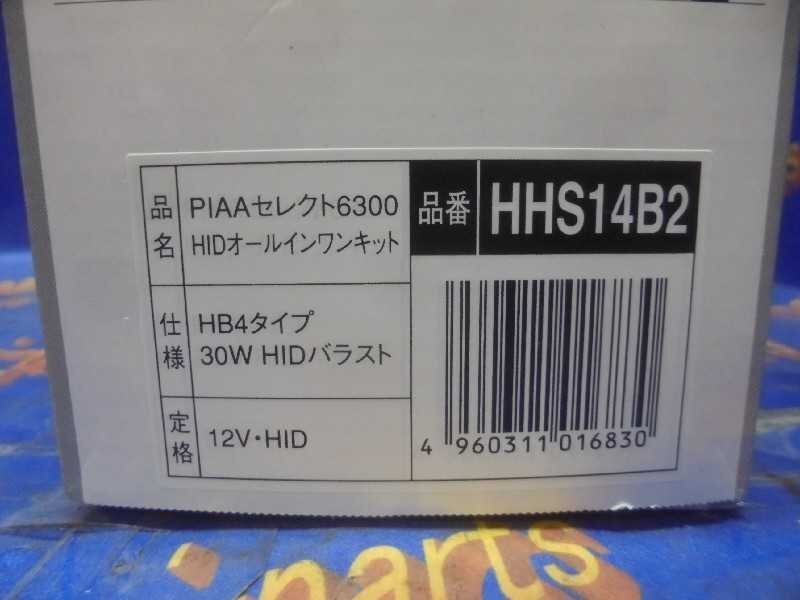 品名
PIAAセレクト6300
HIDオールインワンキット
品番
HHS14B2
仕様
HB4タイプ
30W HIDバラスト
定格
12V・HID
4 960311 016830
parts